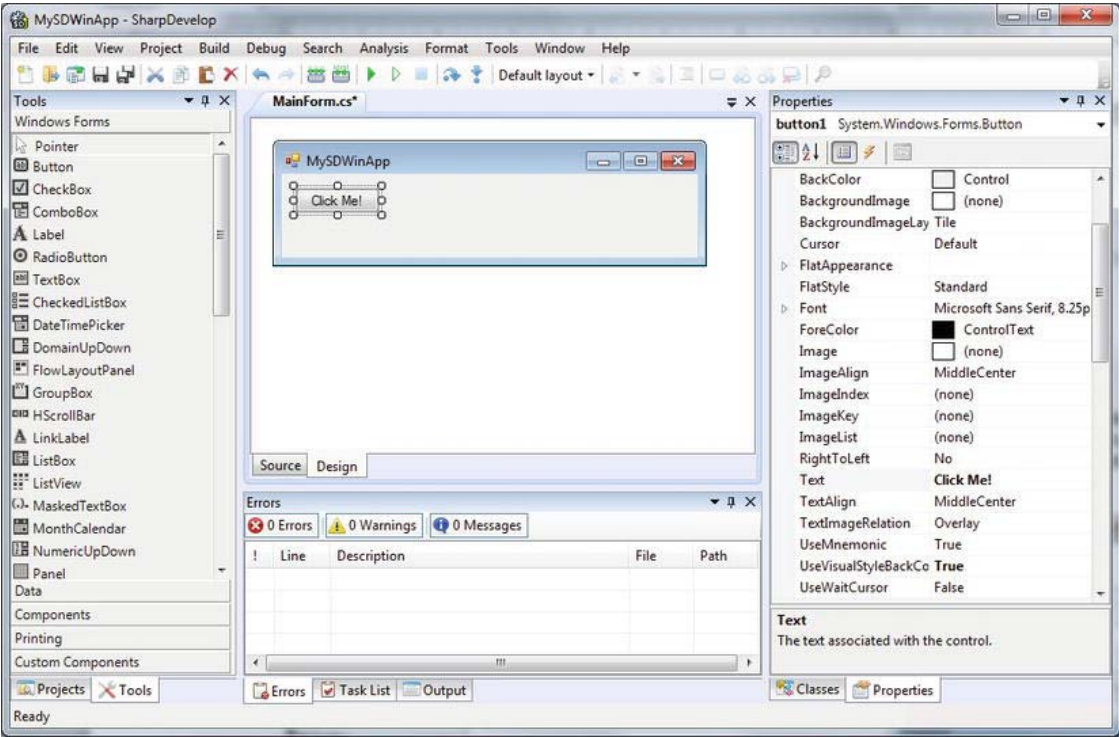 MySDWinApp - SharpDevelop
File Edit View Project Build Debug Search Analysis Format Tools Window Help
Default layout
Tools
Windows Forms
Pointer
Button
CheckBox
ComboBox
Label
RadioButton
TextBox
CheckedListBox
DateTimePicker
DomainUpDown
FlowLayoutPanel
GroupBox
HScrollBar
LinkLabel
ListBox
ListView
MaskedTextBox
MonthCalendar
NumericUpDown
Panel
Data
Components
Printing
Custom Components
Projects Tools
MainForm.cs*
MySDWinApp
Click Me!
Source Design
Errors
0 Errors 0 Warnings 0 Messages
! Line Description File Path
Errors Task List Output
Properties
button1 System.Windows.Forms.Button
BackColor Control
BackgroundImage (none)
BackgroundImageLay Tile
Cursor Default
FlatAppearance
FlatStyle Standard
Font Microsoft Sans Serif, 8.25p
ForeColor ControlText
Image (none)
ImageAlign MiddleCenter
ImageIndex (none)
ImageKey (none)
ImageList (none)
RightToLeft No
Text Click Me!
TextAlign MiddleCenter
TextImageRelation Overlay
UseMnemonic True
UseVisualStyleBackCo True
UseWaitCursor False
Text
The text associated with the control.
Classes Properties
Ready